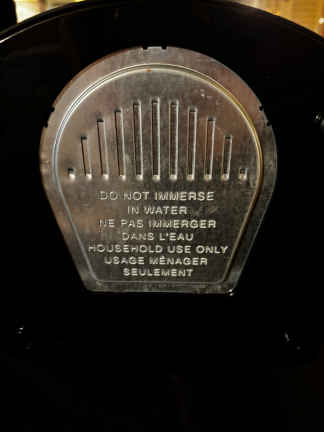 DO NOT IMMERSE
IN WATER
NE PAS IMMERGER
DANS L'EAU
HOUSEHOLD USE ONLY
USAGE MÉNAGER
SEULEMENT